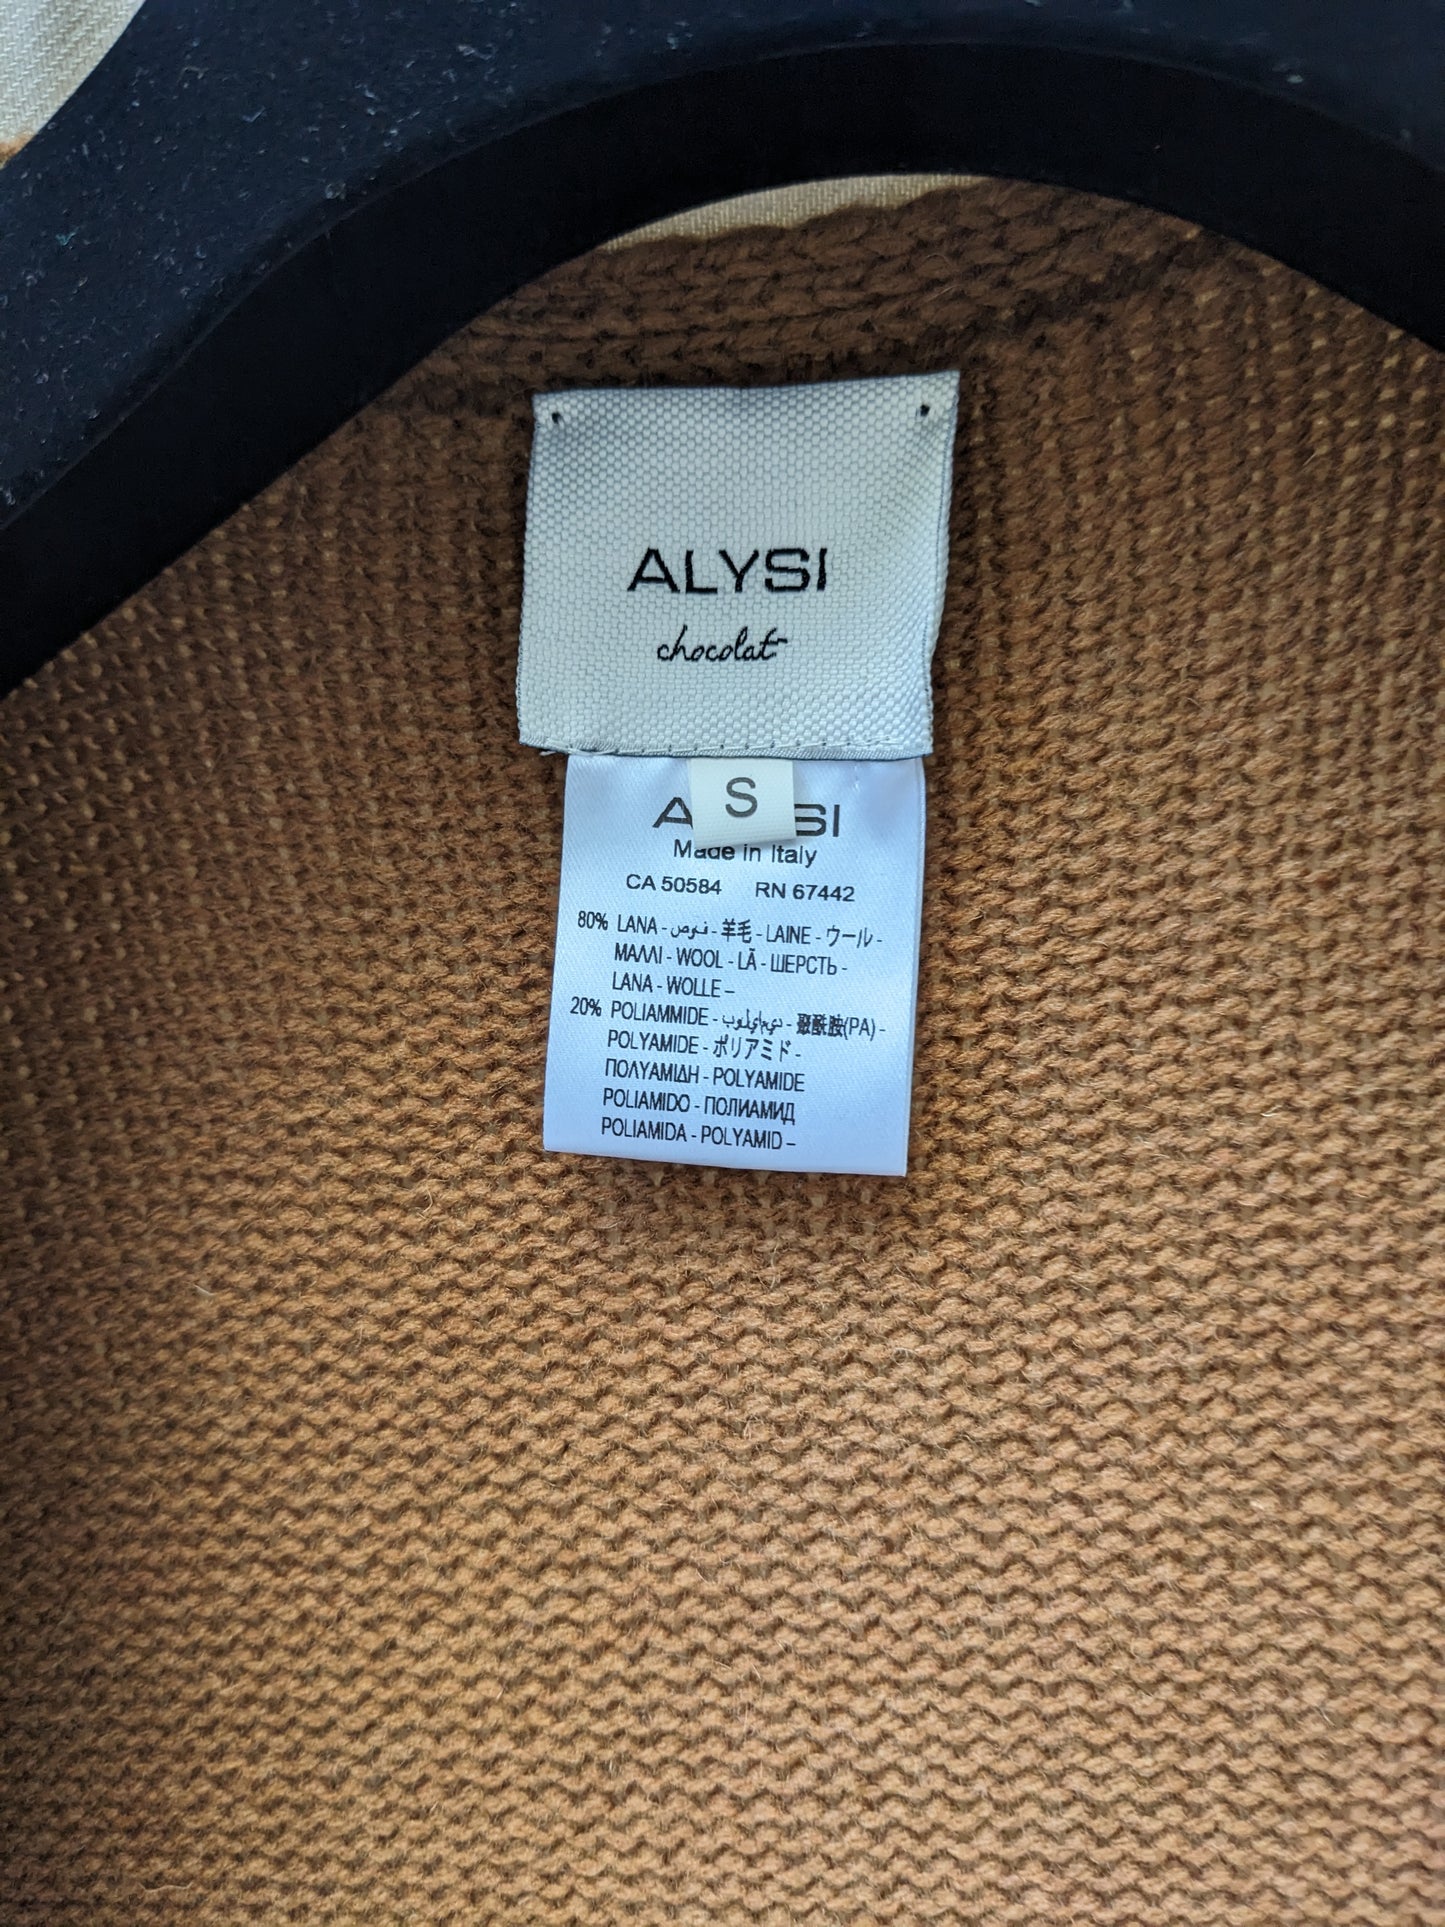 ALYSI
chocolat
S
A SI
Made in Italy
CA 50584 RN 67442
80% LANA - صوف - 羊毛 - LAINE - ウール -
ΜΑΛΛΙ - WOOL - LÃ - ШЕРСТЬ -
LANA - WOLLE –
20% POLIAMMIDE - - 聚酰胺(PA) -
POLYAMIDE - ポリアミド -
ΠΟΛΥΑΜΙΔΗ - POLYAMIDE
POLIAMIDO - ПОЛИАМИД
POLIAMIDA - POLYAMID –